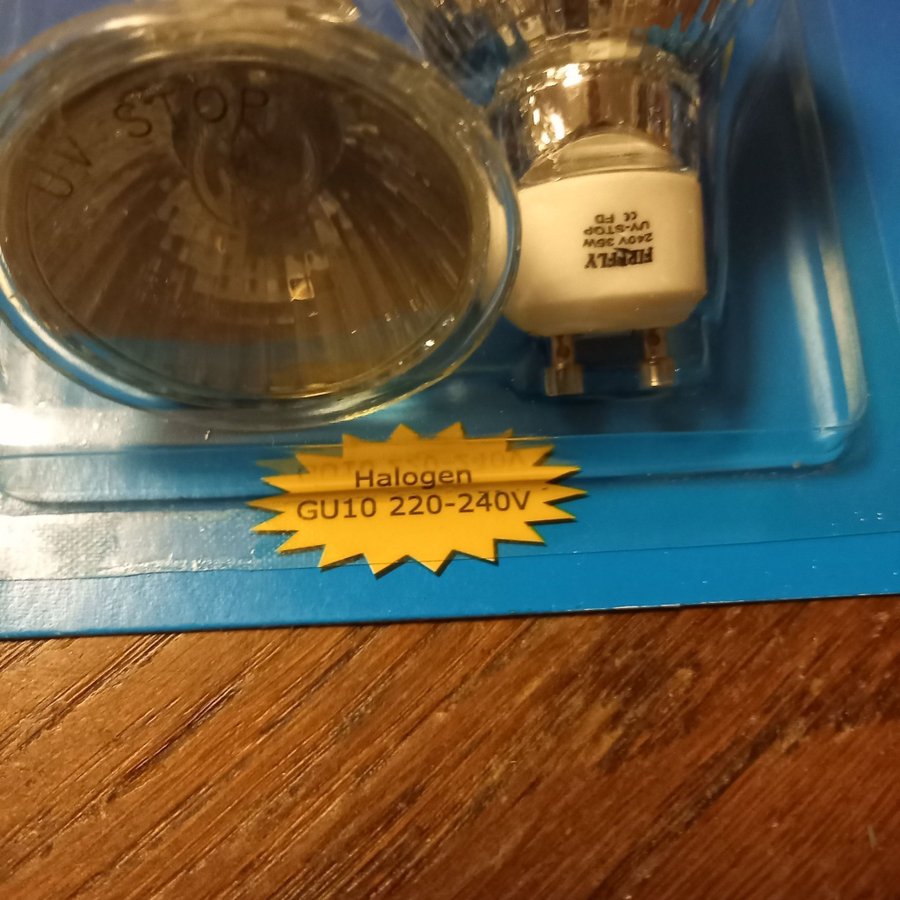 UV STOP
FIREFLY
240V 35W
UV-STOP
CE FD
Halogen
GU10 220-240V